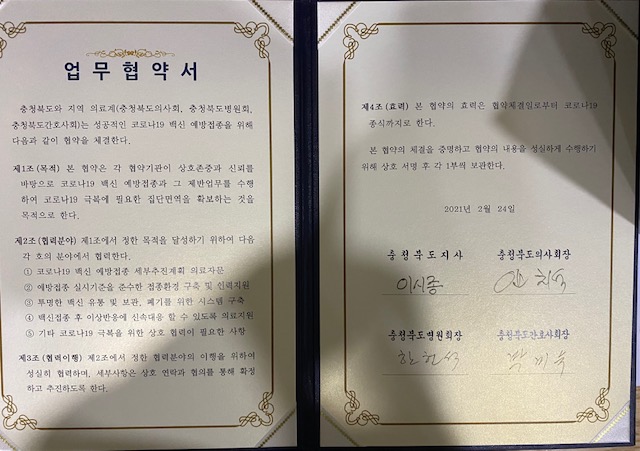 업무협약서
충청북도와 지역 의료계(충청북도의사회, 충청북도병원회,
충청북도간호사회)는 성공적인 코로나19 백신 예방접종을 위해
다음과 같이 협약을 체결한다.
제1조(목적) 본 협약은 각 협약기관이 상호존중과 신뢰를
바탕으로 코로나19 백신 예방접종과 그 제반업무를 수행
하여 코로나19 극복에 필요한 집단면역을 확보하는 것을
목적으로 한다.
제2조(협력분야) 제1조에서 정한 목적을 달성하기 위하여 다음
각 호의 분야에서 협력한다.
① 코로나19 백신 예방접종 세부추진계획 의료자문
② 예방접종 실시기준을 준수한 접종환경 구축 및 인력지원
③ 투명한 백신 유통 및 보관, 폐기를 위한 시스템 구축
④ 백신접종 후 이상반응에 신속대응 할 수 있도록 의료지원
⑤ 기타 코로나19 극복을 위한 상호 협력이 필요한 사항
제3조(협력이행) 제2조에서 정한 협력분야의 이행을 위하여
성실히 협력하며, 세부사항은 상호 연락과 협의를 통해 확정
하고 추진하도록 한다.
제4조(효력) 본 협약의 효력은 협약체결일로부터 코로나19
종식까지로 한다.
본 협약의 체결을 증명하고 협약의 내용을 성실하게 수행하기
위해 상호 서명 후 각 1부씩 보관한다.
2021년 2월 24일
충청북도지사 충청북도의사회장
이시종 안치석
충청북도병원회장 충청북도간호사회장
한헌석